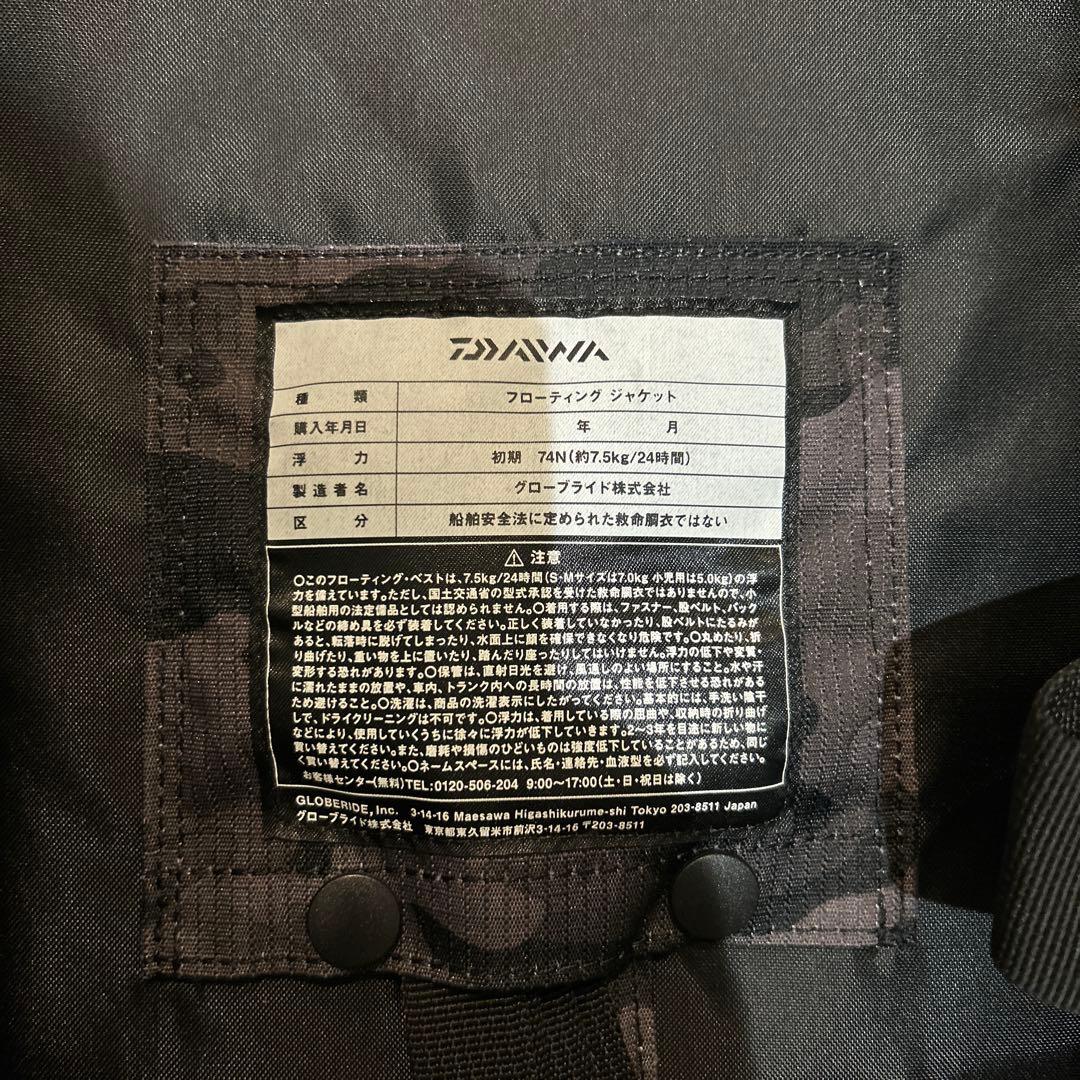 DAIWA
種類 フローティング ジャケット
購入年月日 年 月
浮力 初期 74N(約7.5kg/24時間)
製造者名 グローブライド株式会社
区分 船舶安全法に定められた救命胴衣ではない
⚠ 注意
○このフローティング・ベストは、7.5kg/24時間(S・Mサイズは7.0kg 小児用は5.0kg)の浮
力を備えています。ただし、国土交通省の型式承認を受けた救命胴衣ではありませんので、小
型船舶用の法定備品としては認められません。○着用する際は、ファスナー、股ベルト、バック
ルなどの締め具を必ず装着してください。正しく装着していなかったり、股ベルトにたるみが
あると、転落時に脱げてしまったり、水面上に顔を確保できなくなり危険です。○丸めたり、折
り曲げたり、重い物を上に置いたり、踏んだり座ったりしてはいけません。浮力の低下や変質・
変形する恐れがあります。○保管は、直射日光を避け、風通しのよい場所にすること。水や汗
に濡れたままの放置や、車内、トランク内への長時間の放置は、性能を低下させる恐れがある
ため避けること。○洗濯は、商品の洗濯表示にしたがってください。基本的には、手洗い陰干
しで、ドライクリーニングは不可です。○浮力は、着用している際の屈曲や、収納時の折り曲げ
などにより、使用していくうちに徐々に浮力が低下していきます。2〜3年を目途に新しい物に
買い替えてください。また、磨耗や損傷のひどいものは強度低下していることがあるため、同じ
く買い替えてください。○ネームスペースには、氏名・連絡先・血液型を必ず記入してください。
お客様センター(無料)TEL:0120-506-204 9:00〜17:00(土・日・祝日は除く)
GLOBERIDE, Inc. 3-14-16 Maesawa Higashikurume-shi Tokyo 203-8511 Japan
グローブライド株式会社 東京都東久留米市前沢3-14-16 〒203-8511